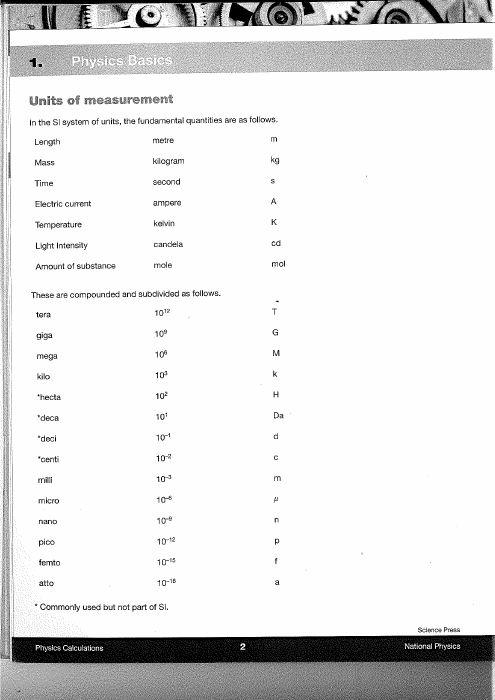 1. Physics Basics
Units of measurement
In the SI system of units, the fundamental quantities are as follows.
Length metre m
Mass kilogram kg
Time second s
Electric current ampere A
Temperature kelvin K
Light Intensity candela cd
Amount of substance mole mol
These are compounded and subdivided as follows.
tera 10¹² T
giga 10⁹ G
mega 10⁶ M
kilo 10³ k
*hecta 10² H
*deca 10¹ Da
*deci 10⁻¹ d
*centi 10⁻² c
milli 10⁻³ m
micro 10⁻⁶ μ
nano 10⁻⁹ n
pico 10⁻¹² p
femto 10⁻¹⁵ f
atto 10⁻¹⁸ a
* Commonly used but not part of SI.
Science Press
Physics Calculations 2 National Physics